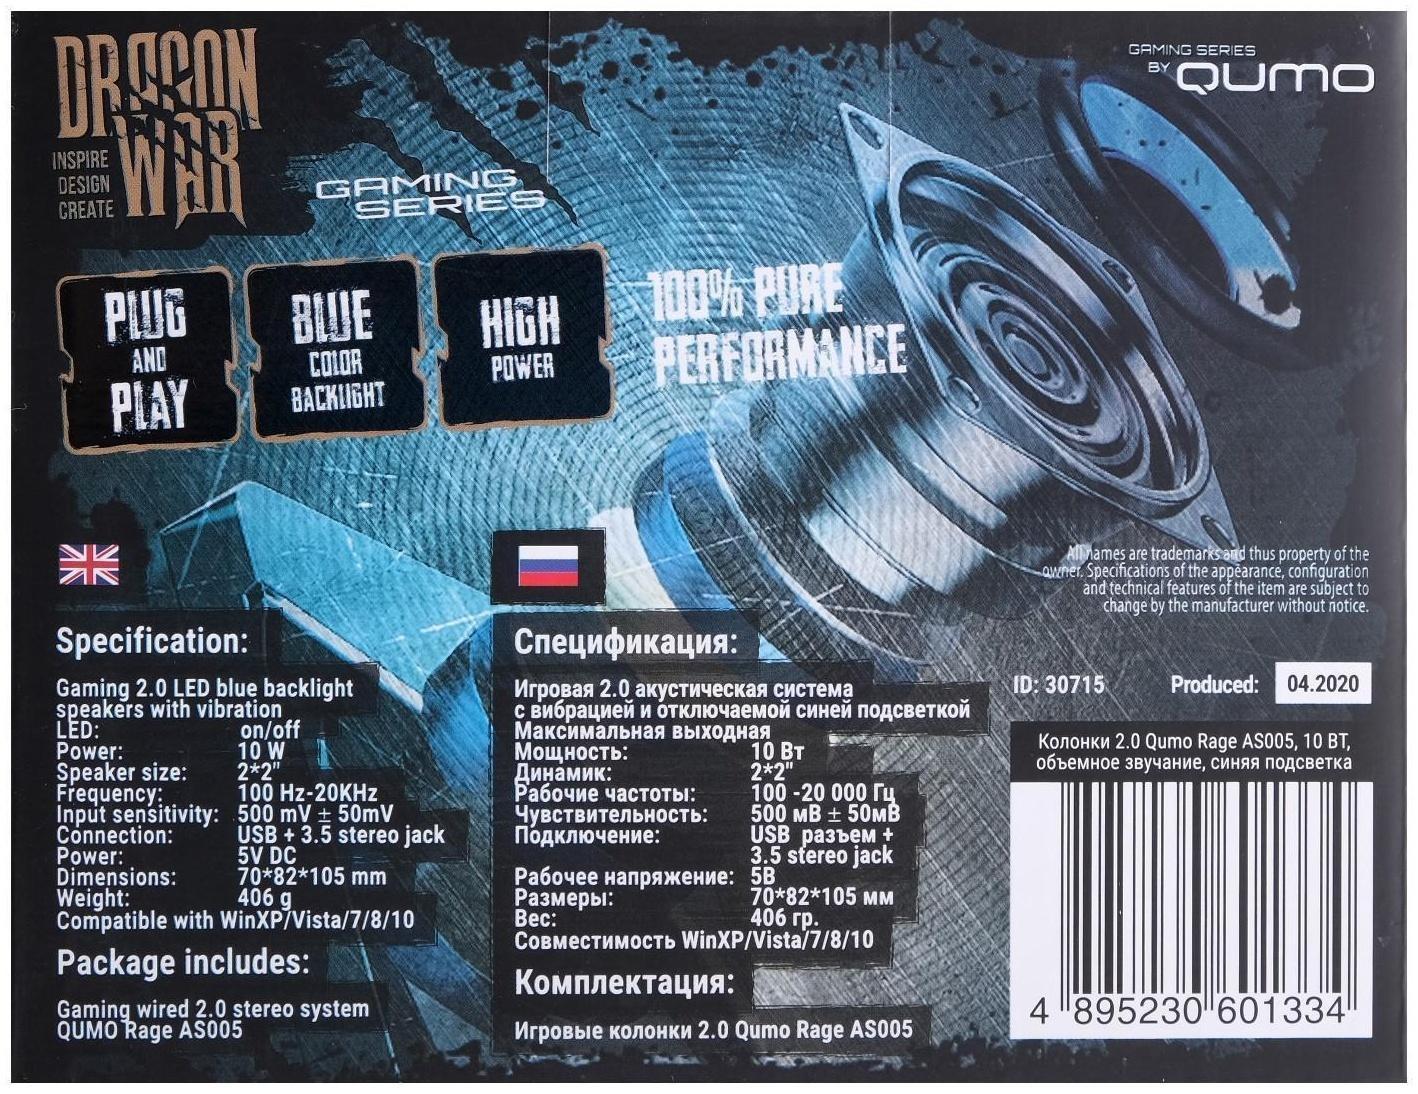 DRAGON
WAR
INSPIRE
DESIGN
CREATE
GAMING
SERIES
GAMING SERIES
BY QUMO
PLUG
AND
PLAY
BLUE
COLOR
BACKLIGHT
HIGH
POWER
100% PURE
PERFORMANCE
All names are trademarks and thus property of the
owner. Specifications of the appearance, configuration
and technical features of the item are subject to
change by the manufacturer without notice.
Specification:
Gaming 2.0 LED blue backlight
speakers with vibration
LED: on/off
Power: 10 W
Speaker size: 2*2"
Frequency: 100 Hz-20KHz
Input sensitivity: 500 mV ± 50mV
Connection: USB + 3.5 stereo jack
Power: 5V DC
Dimensions: 70*82*105 mm
Weight: 406 g
Compatible with WinXP/Vista/7/8/10
Package includes:
Gaming wired 2.0 stereo system
QUMO Rage AS005
Спецификация:
Игровая 2.0 акустическая система
с вибрацией и отключаемой синей подсветкой
Максимальная выходная
Мощность: 10 Вт
Динамик: 2*2"
Рабочие частоты: 100 -20 000 Гц
Чувствительность: 500 мВ ± 50мВ
Подключение: USB разъем +
3.5 stereo jack
Рабочее напряжение: 5В
Размеры: 70*82*105 мм
Вес: 406 гр.
Совместимость WinXP/Vista/7/8/10
Комплектация:
Игровые колонки 2.0 Qumo Rage AS005
ID: 30715 Produced: 04.2020
Колонки 2.0 Qumo Rage AS005, 10 ВТ,
объемное звучание, синяя подсветка
4 895230 601334